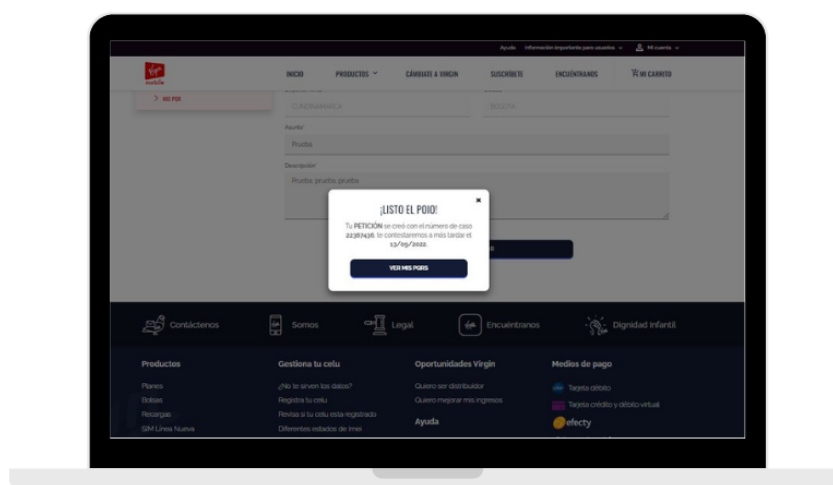 Ayuda Información importante para usuarios Mi cuenta
Virgin mobile
INICIO PRODUCTOS CÁMBIATE A VIRGIN SUSCRÍBETE ENCUÉNTRANOS MI CARRITO
MIS PQR
CUNDINAMARCA BOGOTA
Asunto*
Prueba
Descripción*
Prueba prueba prueba
¡LISTO EL POIO!
Tu PETICIÓN se creó con el número de caso
22387436, te contestaremos a más tardar el
13/09/2022.
VER MIS PQRS
Contáctenos Somos Legal Encuéntranos Dignidad Infantil
Productos Gestiona tu celu Oportunidades Virgin Medios de pago
Planes ¿No te sirven los datos? Quiero ser distribuidor Tarjeta débito
Bolsas Registra tu celu Quiero mejorar mis ingresos Tarjeta crédito y débito virtual
Recargas Revisa si tu celu esta registrado Ayuda efecty
SIM Línea Nueva Diferentes estados de imei